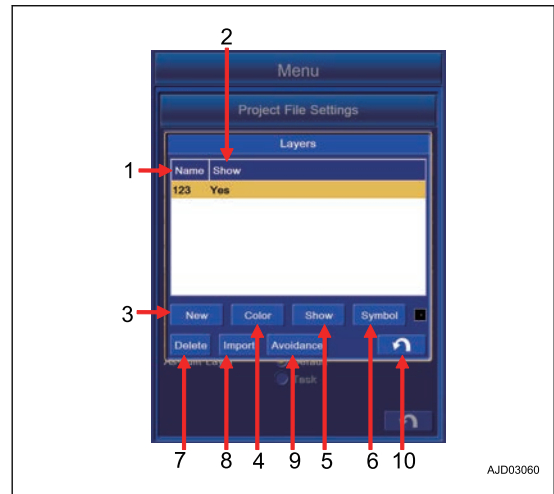 2
Menu
Project File Settings
Layers
1 Name Show
123 Yes
3 New Color Show Symbol
Delete Import Avoidance
Task
7 8 4 9 5 6 10
AJD03060